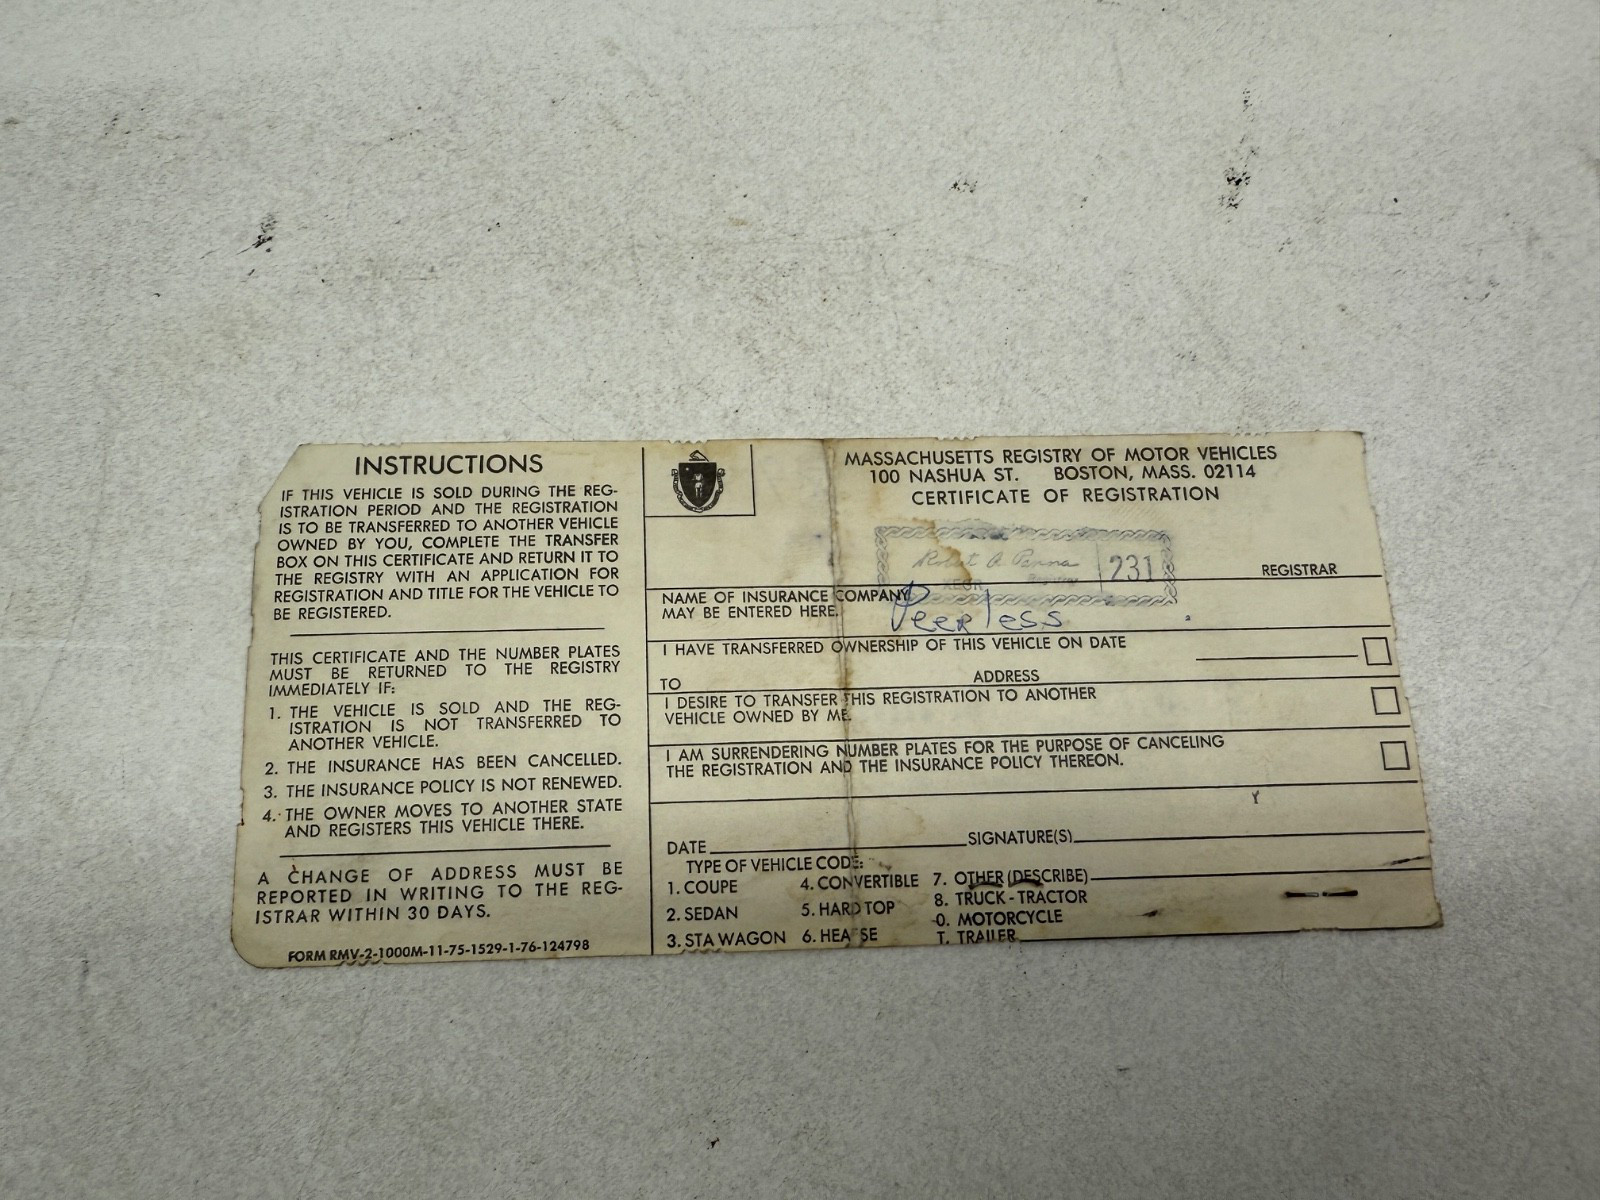 INSTRUCTIONS
IF THIS VEHICLE IS SOLD DURING THE REG-
ISTRATION PERIOD AND THE REGISTRATION
IS TO BE TRANSFERRED TO ANOTHER VEHICLE
OWNED BY YOU, COMPLETE THE TRANSFER
BOX ON THIS CERTIFICATE AND RETURN IT TO
THE REGISTRY WITH AN APPLICATION FOR
REGISTRATION AND TITLE FOR THE VEHICLE TO
BE REGISTERED.
THIS CERTIFICATE AND THE NUMBER PLATES
MUST BE RETURNED TO THE REGISTRY
IMMEDIATELY IF:
1. THE VEHICLE IS SOLD AND THE REG-
ISTRATION IS NOT TRANSFERRED TO
ANOTHER VEHICLE.
2. THE INSURANCE HAS BEEN CANCELLED.
3. THE INSURANCE POLICY IS NOT RENEWED.
4. THE OWNER MOVES TO ANOTHER STATE
AND REGISTERS THIS VEHICLE THERE.
A CHANGE OF ADDRESS MUST BE
REPORTED IN WRITING TO THE REG-
ISTRAR WITHIN 30 DAYS.
FORM RMV-2-1000M-11-75-1529-1-76-124798
MASSACHUSETTS REGISTRY OF MOTOR VEHICLES
100 NASHUA ST. BOSTON, MASS. 02114
CERTIFICATE OF REGISTRATION
Robert A. 231
REGISTRAR
NAME OF INSURANCE COMPANY
MAY BE ENTERED HERE. Peerless
I HAVE TRANSFERRED OWNERSHIP OF THIS VEHICLE ON DATE
TO ADDRESS
I DESIRE TO TRANSFER THIS REGISTRATION TO ANOTHER
VEHICLE OWNED BY ME.
I AM SURRENDERING NUMBER PLATES FOR THE PURPOSE OF CANCELING
THE REGISTRATION AND THE INSURANCE POLICY THEREON.
DATE SIGNATURE(S)
TYPE OF VEHICLE CODE:
1. COUPE 4. CONVERTIBLE 7. OTHER (DESCRIBE)
2. SEDAN 5. HARD TOP 8. TRUCK-TRACTOR
3. STA WAGON 6. HEARSE 0. MOTORCYCLE
T. TRAILER